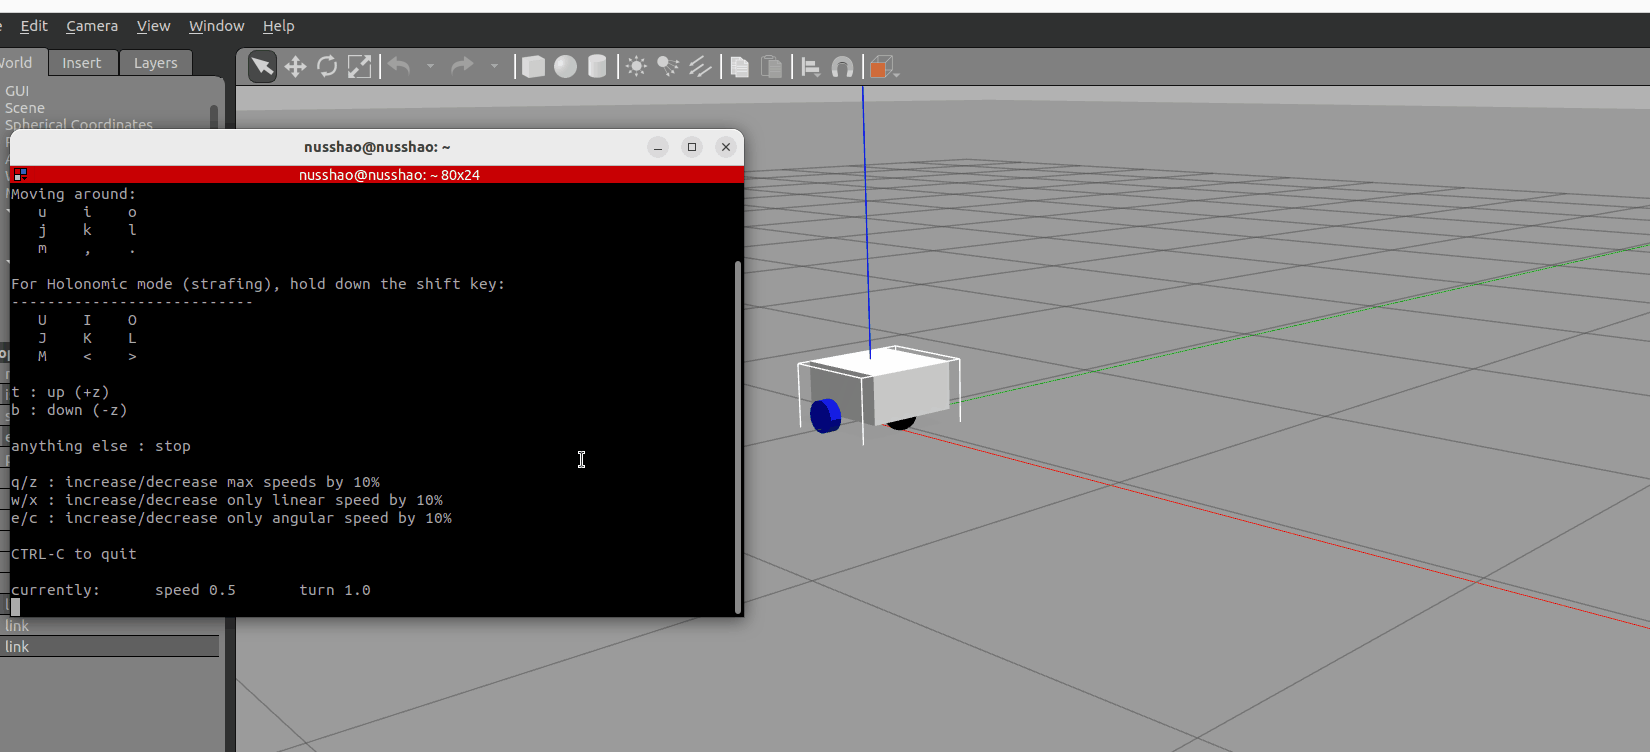 Edit Camera View Window Help
World Insert Layers
GUI
Scene
Spherical Coordinates
nusshao@nusshao: ~
nusshao@nusshao: ~ 80x24
Moving around:
u i o
j k l
m , .
For Holonomic mode (strafing), hold down the shift key:
---------------------------
U I O
J K L
M < >
t : up (+z)
b : down (-z)
anything else : stop
q/z : increase/decrease max speeds by 10%
w/x : increase/decrease only linear speed by 10%
e/c : increase/decrease only angular speed by 10%
CTRL-C to quit
currently: speed 0.5 turn 1.0
link
link